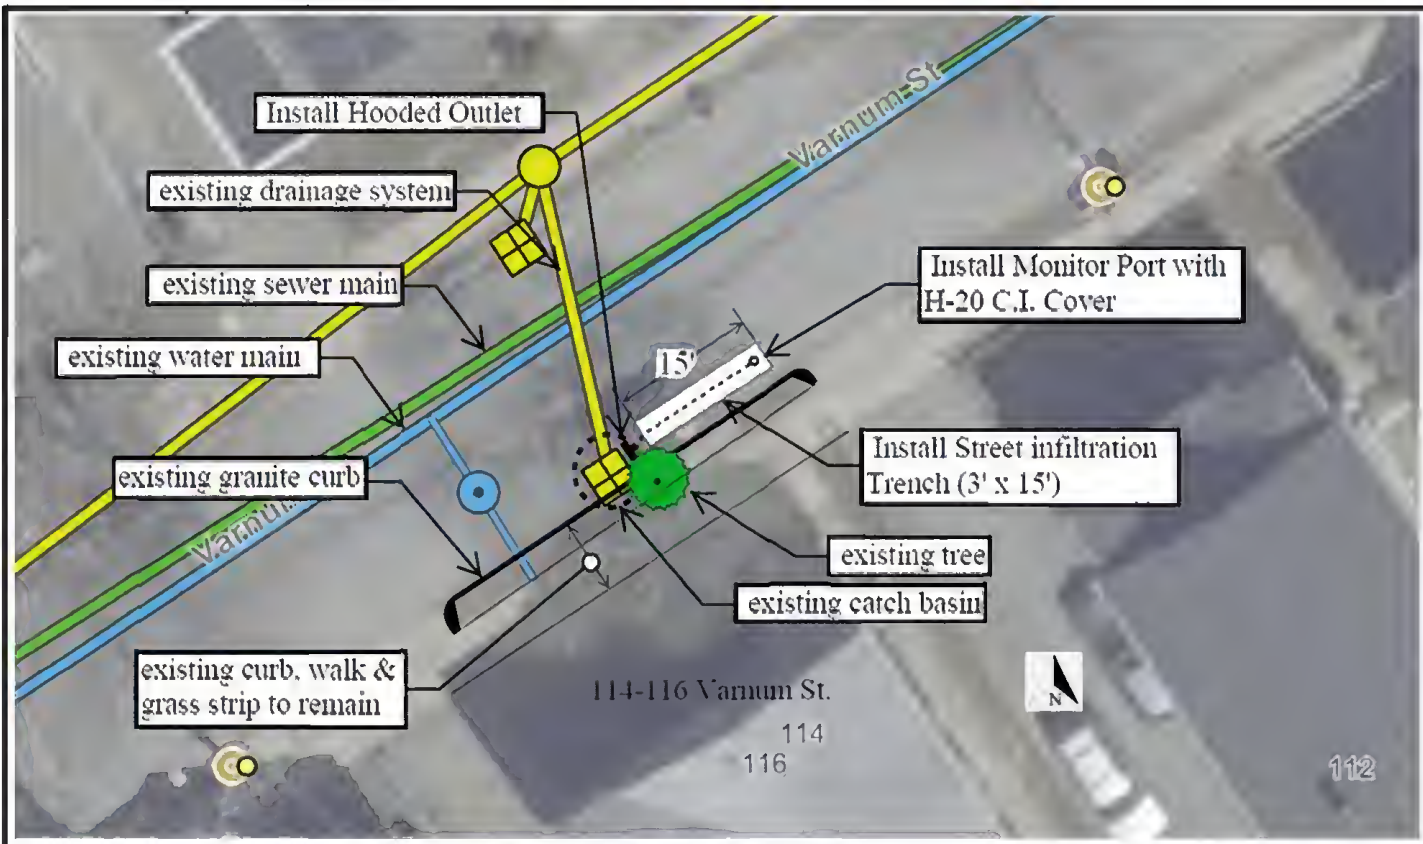 Install Hooded Outlet
Varnum St
existing drainage system
existing sewer main
Install Monitor Port with
H-20 C.I. Cover
existing water main
15'
existing granite curb
Install Street infiltration
Trench (3' x 15')
Varnum
existing tree
existing catch basin
existing curb, walk &
grass strip to remain
114-116 Varnum St.
N
114
116
112